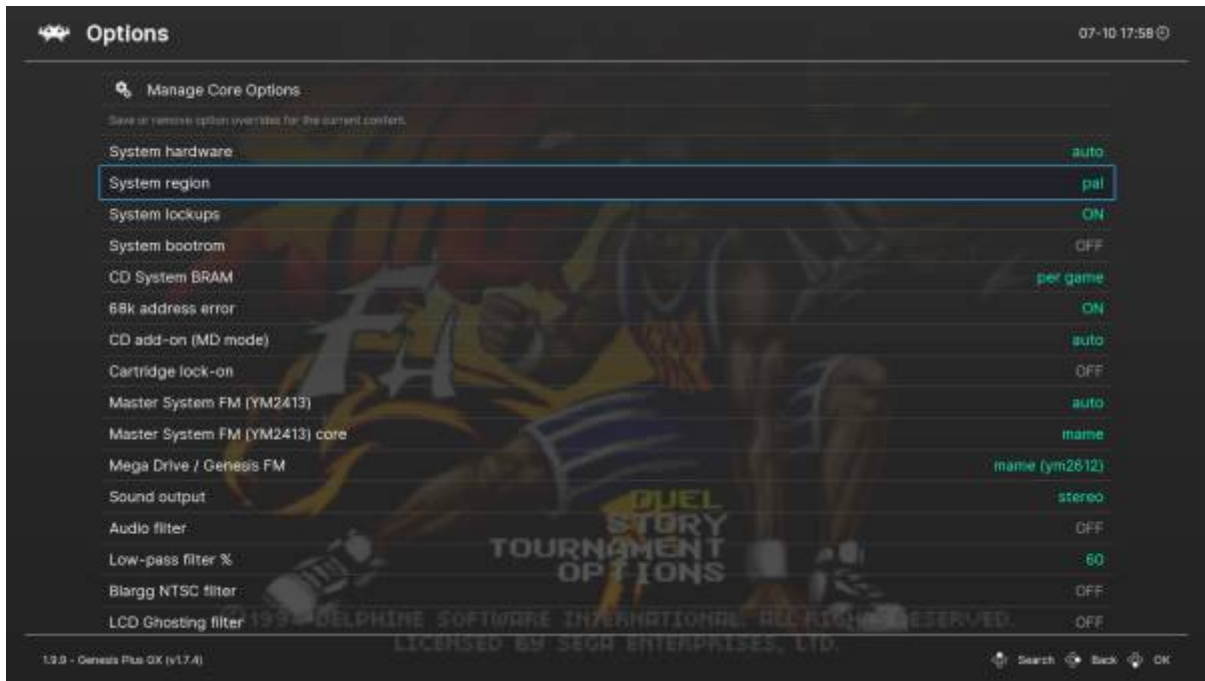 Options
07-10 17:58
Manage Core Options
Save or remove option overrides for the current content.
System hardware auto
System region pal
System lockups ON
System bootrom OFF
CD System BRAM per game
68k address error ON
CD add-on (MD mode) auto
Cartridge lock-on OFF
Master System FM (YM2413) auto
Master System FM (YM2413) core mame
Mega Drive / Genesis FM mame (ym2612)
Sound output stereo
DUEL
Audio filter OFF
STORY
TOURNAMENT
Low-pass filter % 60
OPTIONS
Blargg NTSC filter OFF
LCD Ghosting filter OFF
DELPHINE SOFTWARE INTERNATIONAL. ALL RIGHTS RESERVED.
LICENSED BY SEGA ENTERPRISES, LTD.
1.9.9 - Genesis Plus GX (v1.7.4) Search Back OK